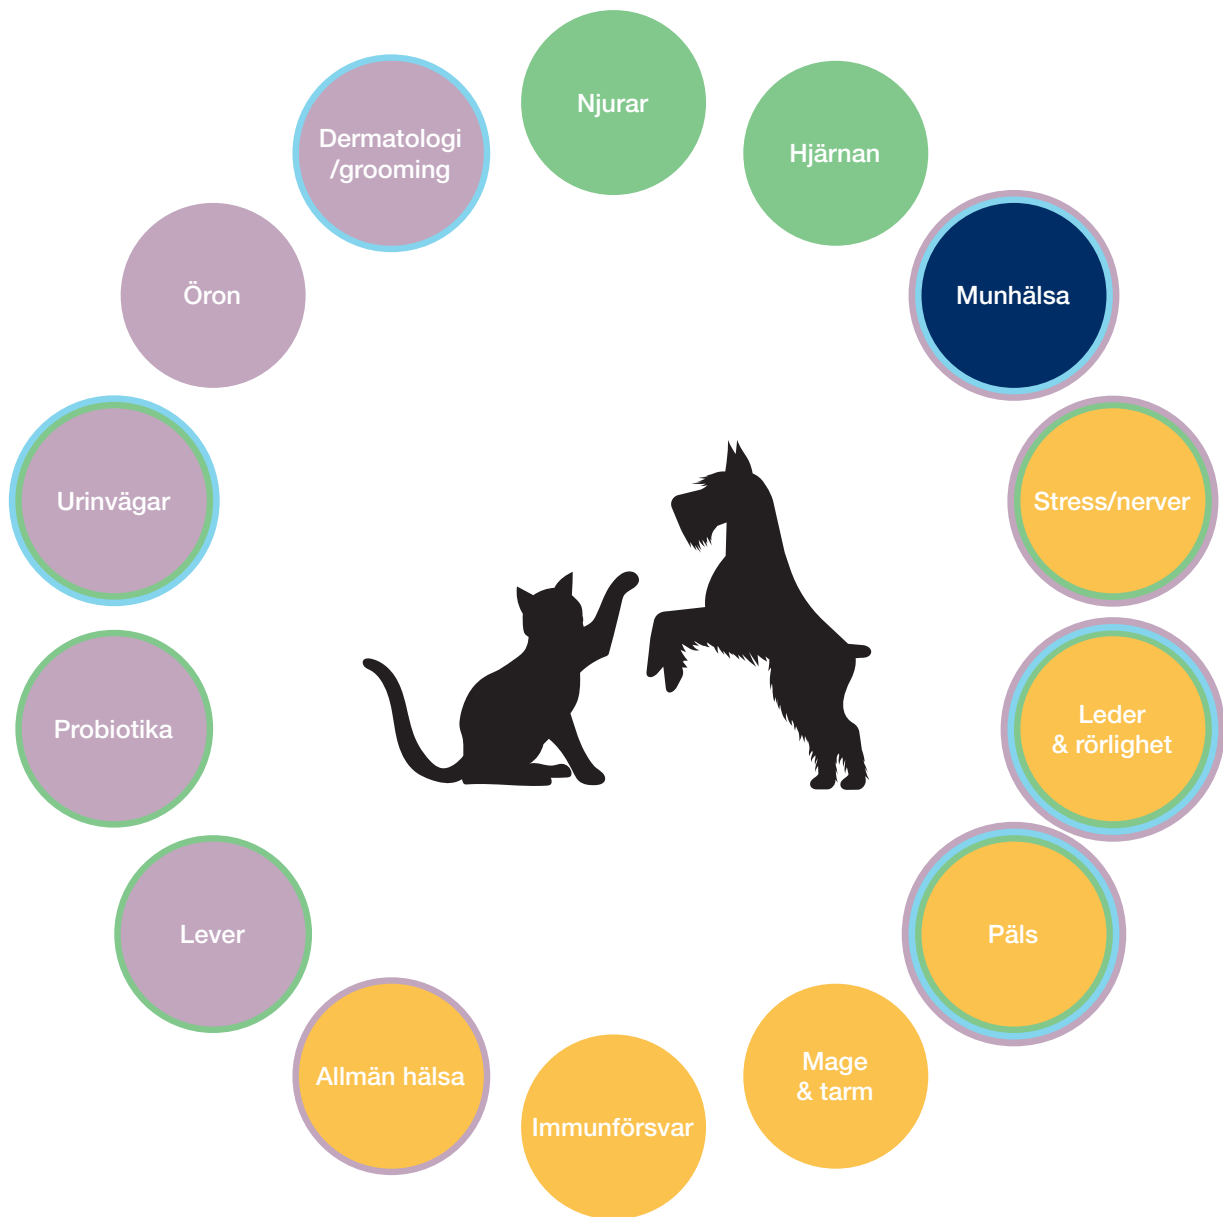 Njurar
Hjärnan
Munhälsa
Stress/nerver
Leder
& rörlighet
Päls
Mage
& tarm
Immunförsvar
Allmän hälsa
Lever
Probiotika
Urinvägar
Öron
Dermatologi
/grooming